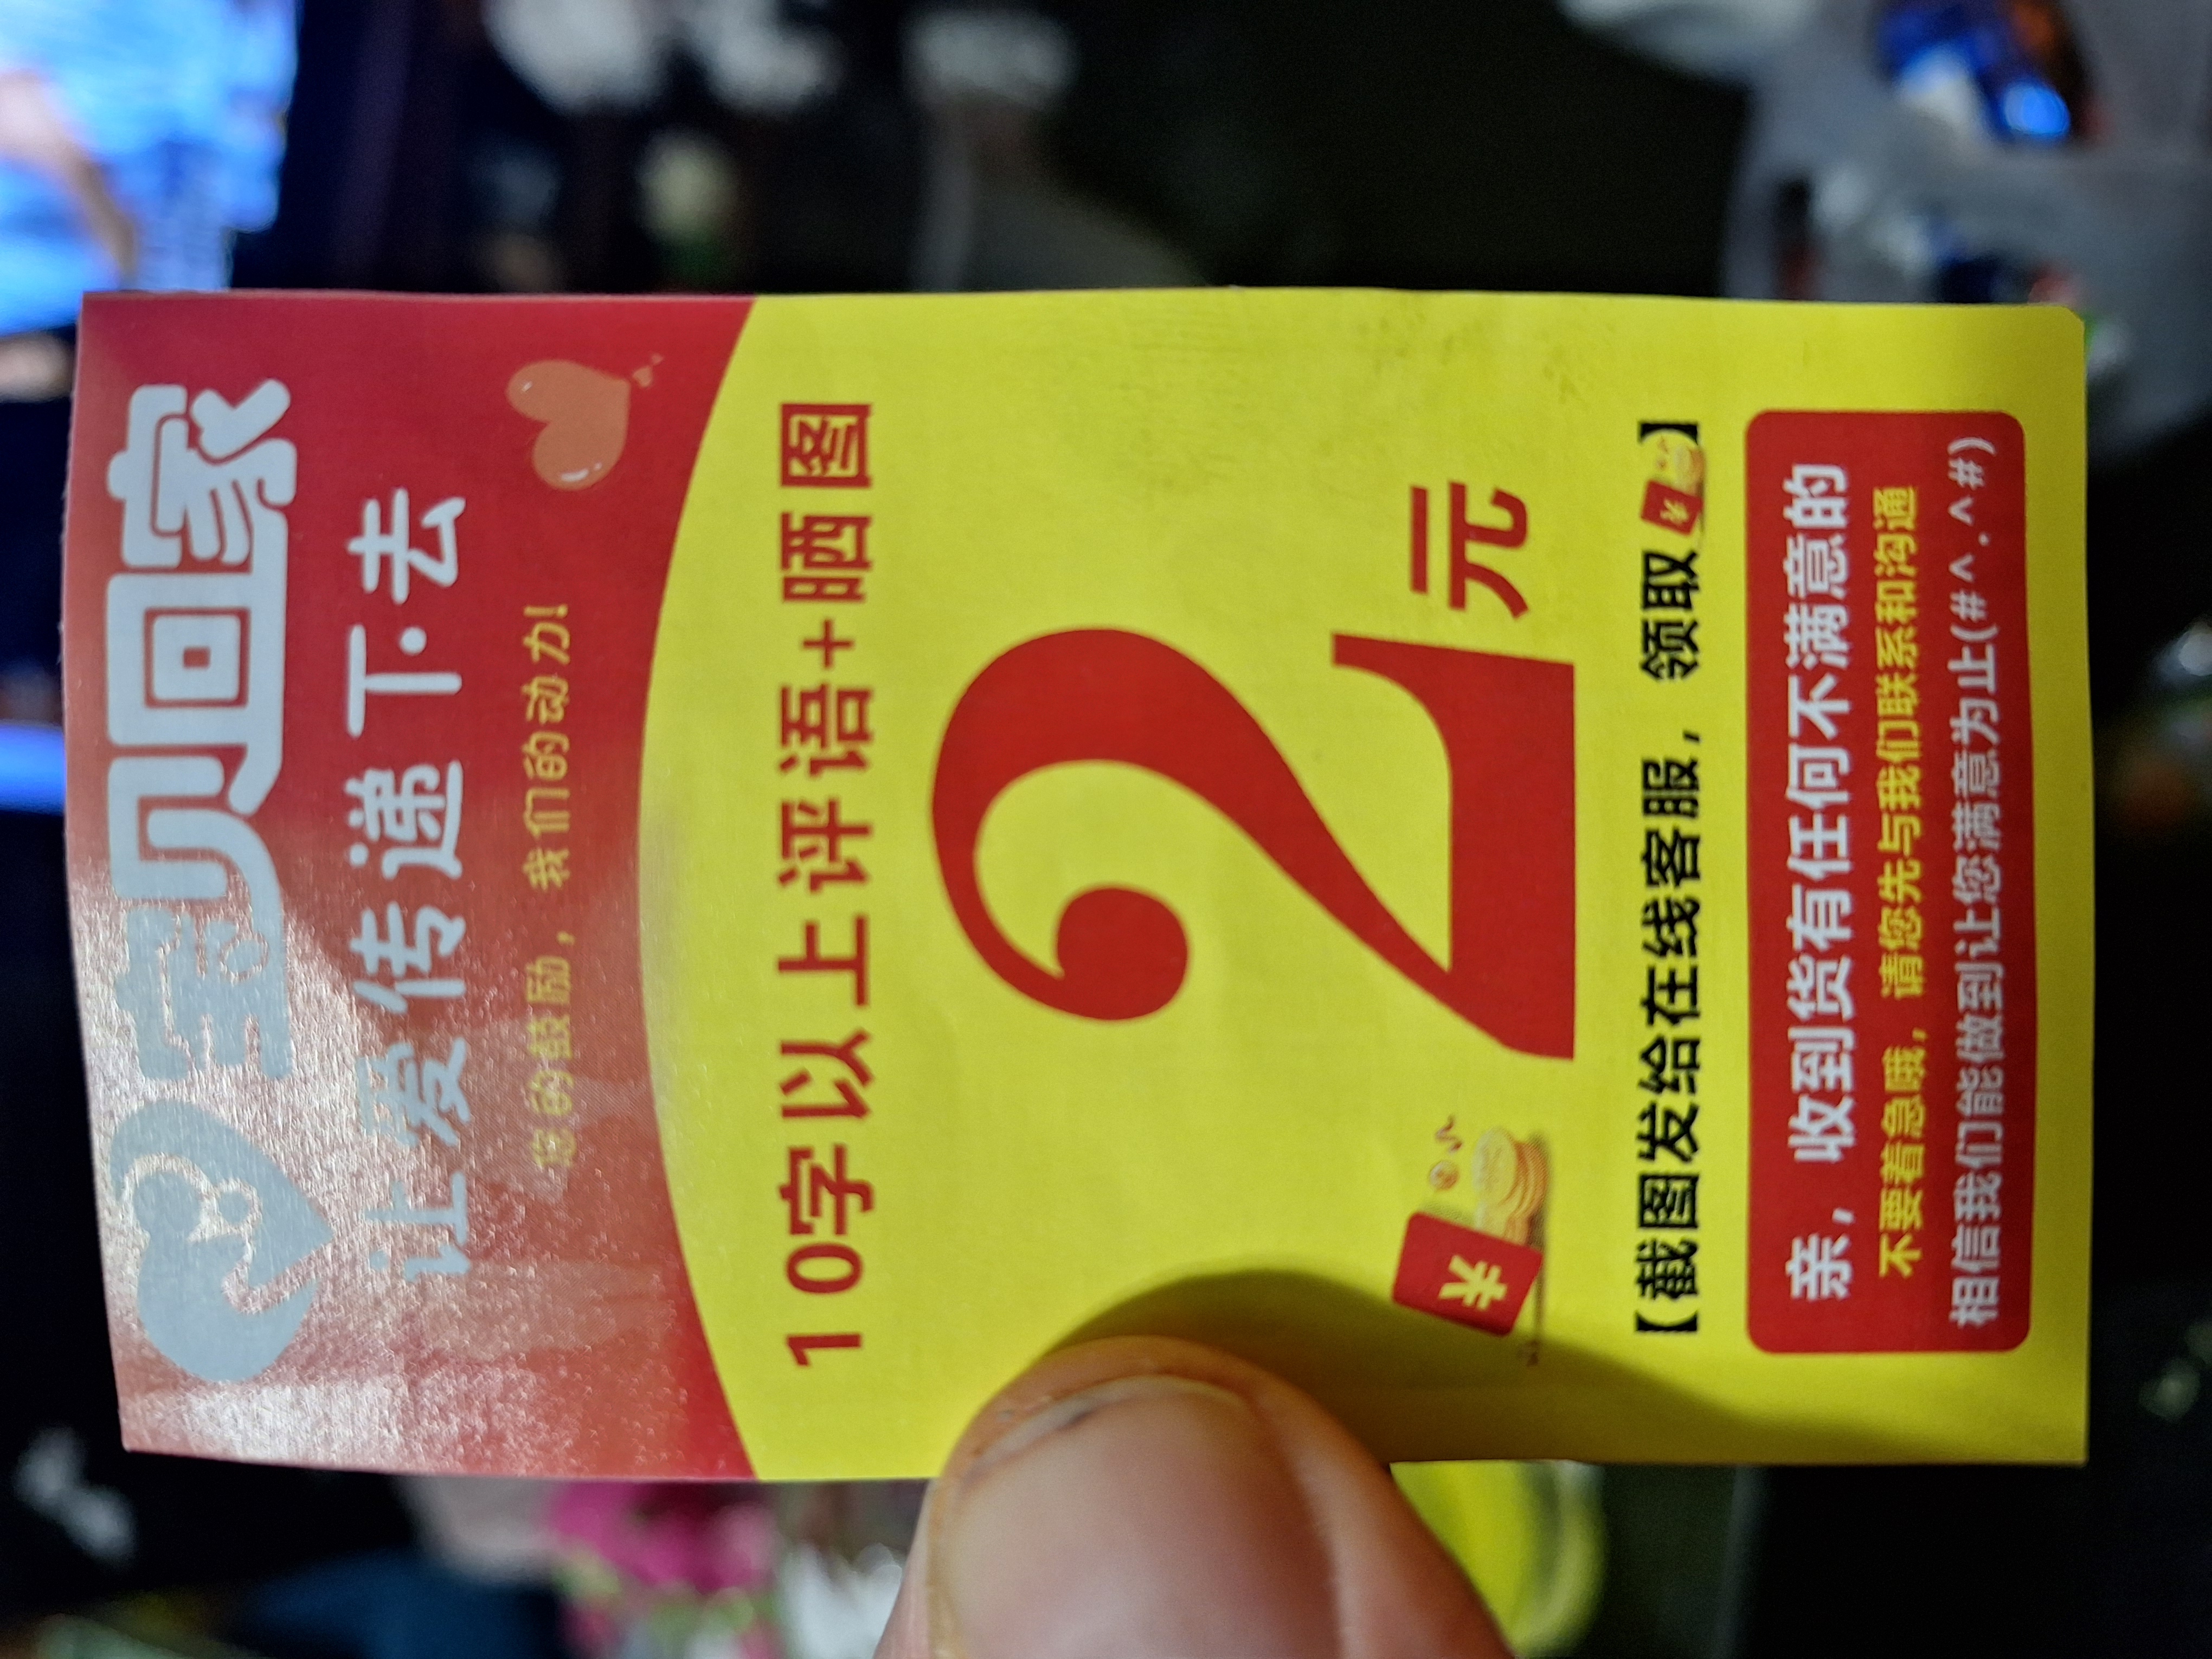 宝贝回家
让爱传递下去
您的鼓励，我们的动力!
10字以上评语+晒图
2元
【截图发给在线客服，领取】
亲，收到货有任何不满意的
不要着急哦，请您先与我们联系和沟通
相信我们能做到让您满意为止(#^.^#)